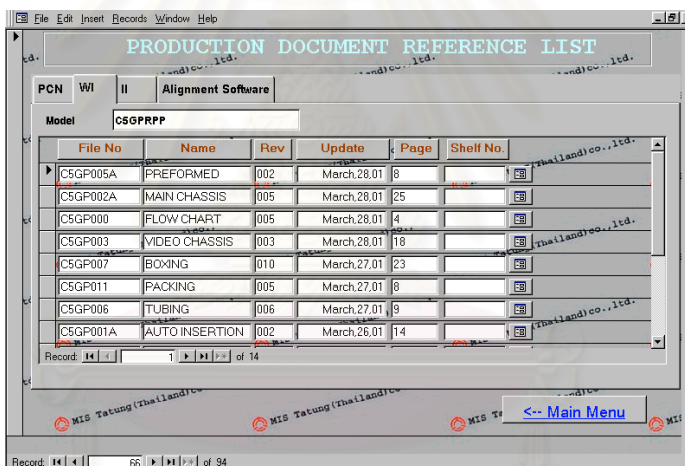 File Edit Insert Records Window Help
PRODUCTION DOCUMENT REFERENCE LIST
PCN WI II Alignment Software
Model C5GPRPP
File No Name Rev Update Page Shelf No.
C5GP005A PREFORMED 002 March,28,01 8
C5GP002A MAIN CHASSIS 005 March,28,01 25
C5GP000 FLOW CHART 005 March,28,01 4
C5GP003 VIDEO CHASSIS 003 March,28,01 18
C5GP007 BOXING 010 March,27,01 23
C5GP011 PACKING 005 March,27,01 8
C5GP006 TUBING 006 March,27,01 9
C5GP001A AUTO INSERTION 002 March,26,01 14
Record: 1 of 14
MIS Tatung(Thailand)co.,ltd.
<-- Main Menu
Record: 66 of 94